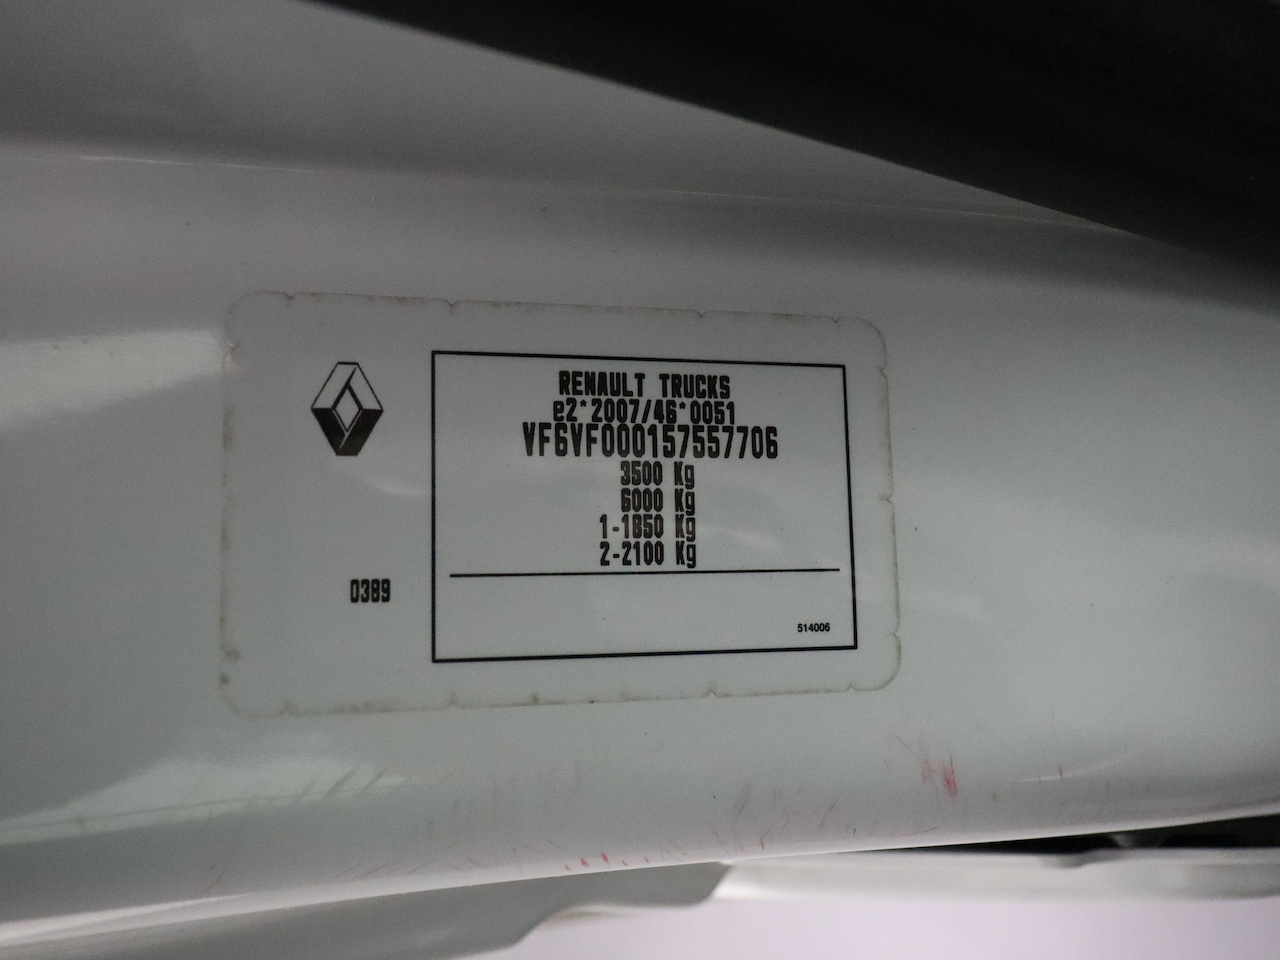 RENAULT TRUCKS
e2*2007/46*0051
VF6VF000157557706
3500 Kg
6000 Kg
1-1850 Kg
2-2100 Kg
0389
514006